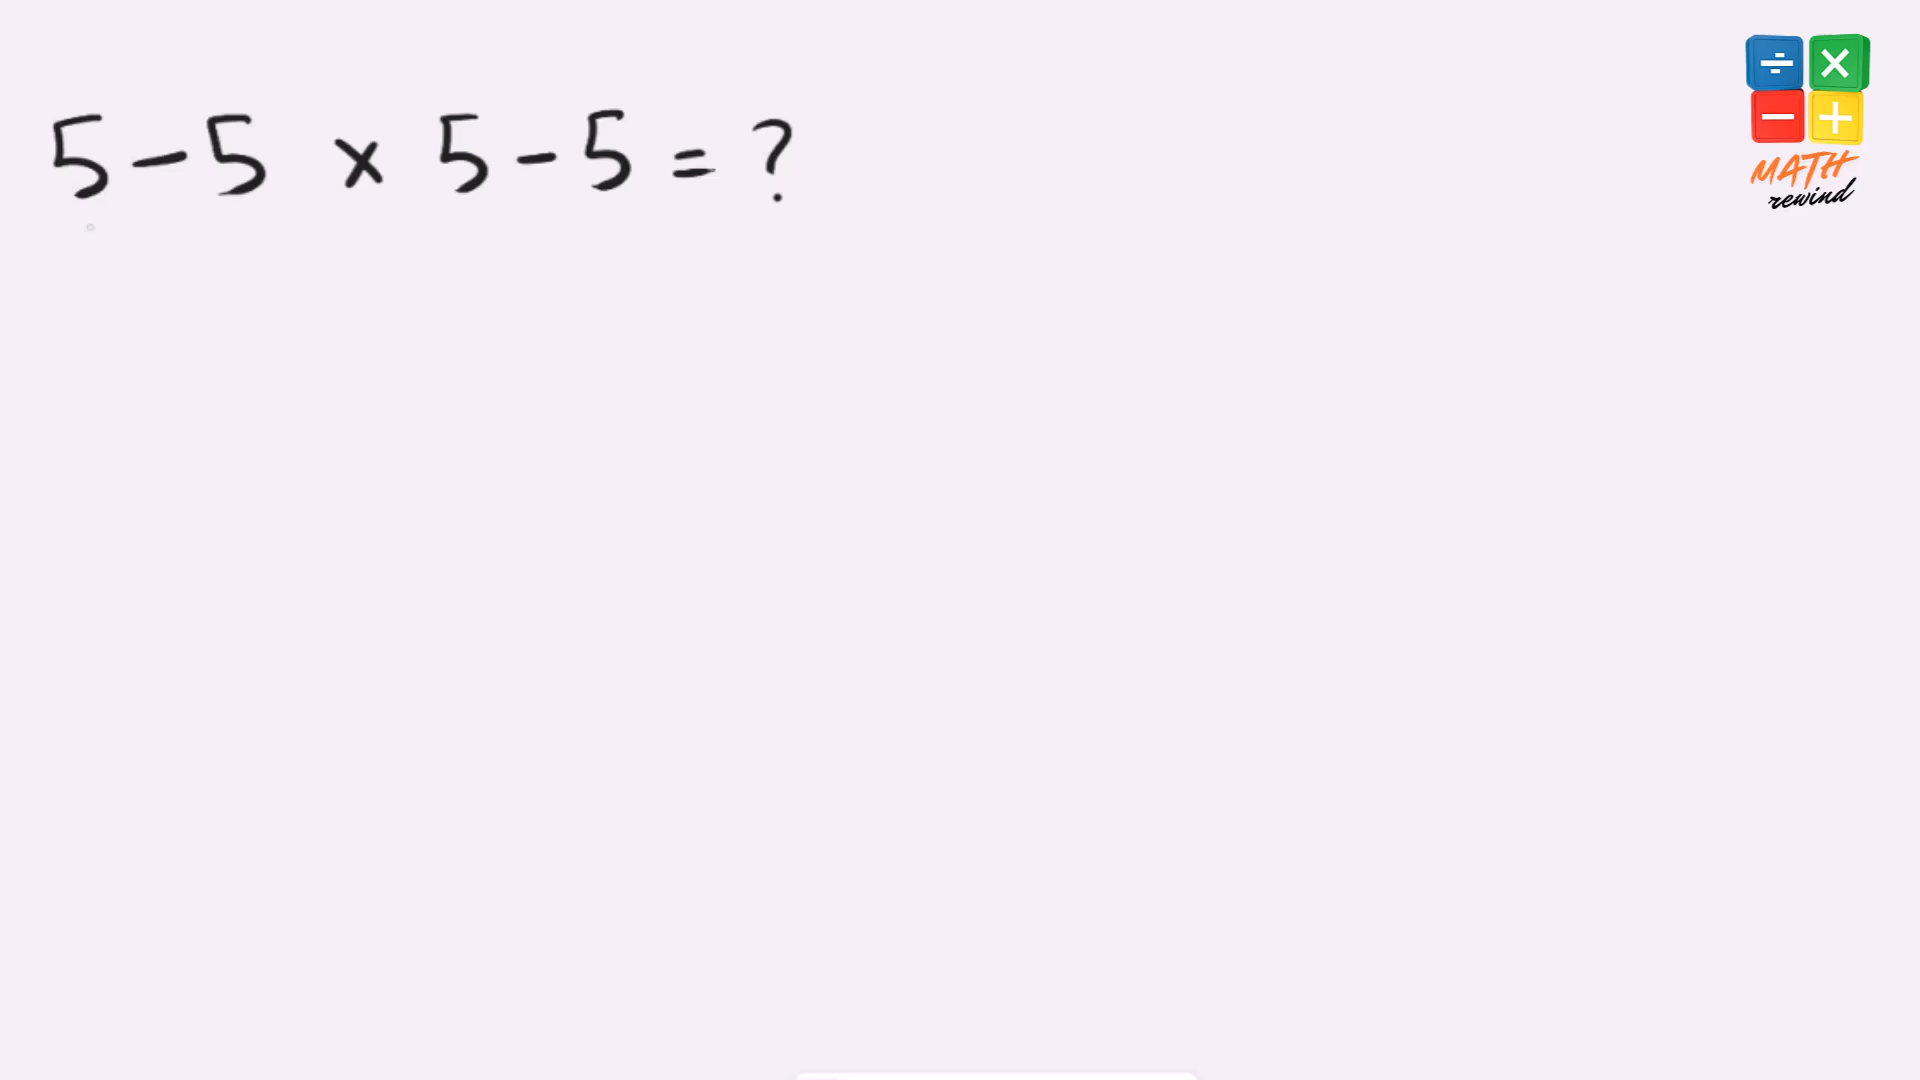 5 - 5 x 5 - 5 = ?
÷ ×
− +
MATH
rewind